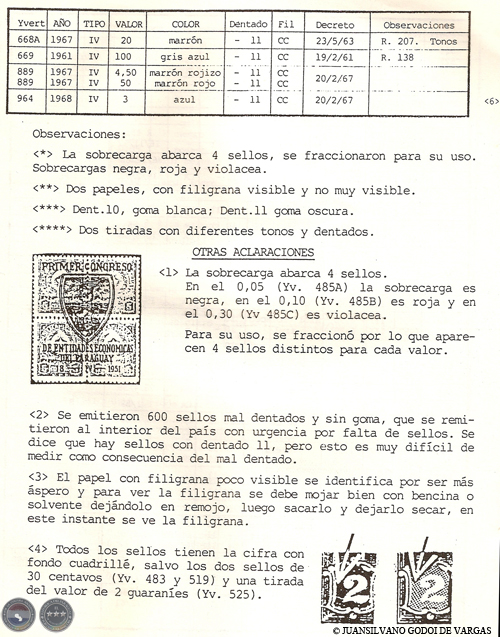 Yvert AÑO TIPO VALOR COLOR Dentado Fil Decreto Observaciones
668A 1967 IV 20 marrón - 11 CC 23/5/63 R. 207. Tonos
669 1961 IV 100 gris azul - 11 CC 19/2/61 R. 138
889 1967 IV 4,50 marrón rojizo - 11 CC 20/2/67
889 1967 IV 50 marrón rojo - 11 CC
964 1968 IV 3 azul - 11 CC 20/2/67
<6>
Observaciones:
<*> La sobrecarga abarca 4 sellos, se fraccionaron para su uso.
Sobrecargas negra, roja y violacea.
<**> Dos papeles, con filigrana visible y no muy visible.
<***> Dent.10, goma blanca; Dent.11 goma oscura.
<****> Dos tiradas con diferentes tonos y dentados.
OTRAS ACLARACIONES
PRIMER CONGRESO
DE ENTIDADES ECONOMICAS
DEL PARAGUAY
18 IV 1951
<1> La sobrecarga abarca 4 sellos.
En el 0,05 (Yv. 485A) la sobrecarga es
negra, en el 0,10 (Yv. 485B) es roja y en
el 0,30 (Yv 485C) es violacea.
Para su uso, se fraccionó por lo que apare-
cen 4 sellos distintos para cada valor.
<2> Se emitieron 600 sellos mal dentados y sin goma, que se remi-
tieron al interior del país con urgencia por falta de sellos. Se
dice que hay sellos con dentado 11, pero esto es muy difícil de
medir como consecuencia del mal dentado.
<3> El papel con filigrana poco visible se identifica por ser más
áspero y para ver la filigrana se debe mojar bien con bencina o
solvente dejándolo en remojo, luego sacarlo y dejarlo secar, en
este instante se ve la filigrana.
<4> Todos los sellos tienen la cifra con
fondo cuadrillé, salvo los dos sellos de
30 centavos (Yv. 483 y 519) y una tirada
del valor de 2 guaraníes (Yv. 525).
2 2
© JUANSILVANO GODOI DE VARGAS